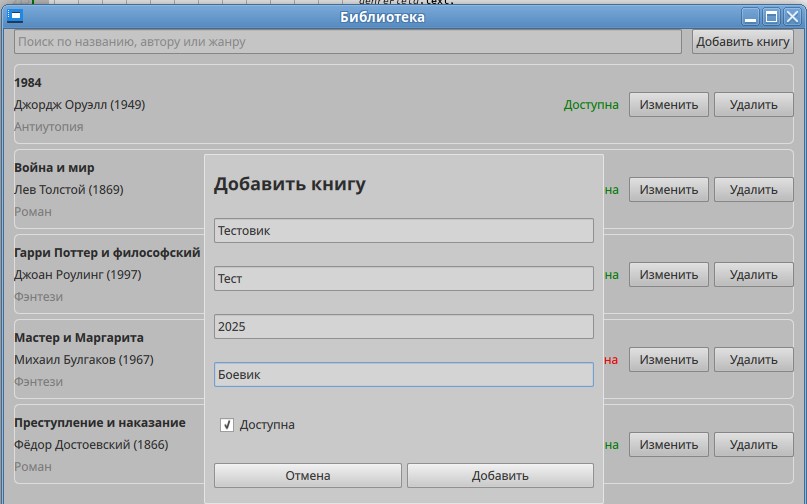 genreField.text,
Библиотека
Поиск по названию, автору или жанру
Добавить книгу
1984
Джордж Оруэлл (1949)
Доступна
Изменить
Удалить
Антиутопия
Война и мир
Лев Толстой (1869)
на
Изменить
Удалить
Роман
Гарри Поттер и философский
Джоан Роулинг (1997)
на
Изменить
Удалить
Фэнтези
Мастер и Маргарита
Михаил Булгаков (1967)
на
Изменить
Удалить
Фэнтези
Преступление и наказание
Фёдор Достоевский (1866)
на
Изменить
Удалить
Роман
Добавить книгу
Тестовик
Тест
2025
Боевик
Доступна
Отмена
Добавить